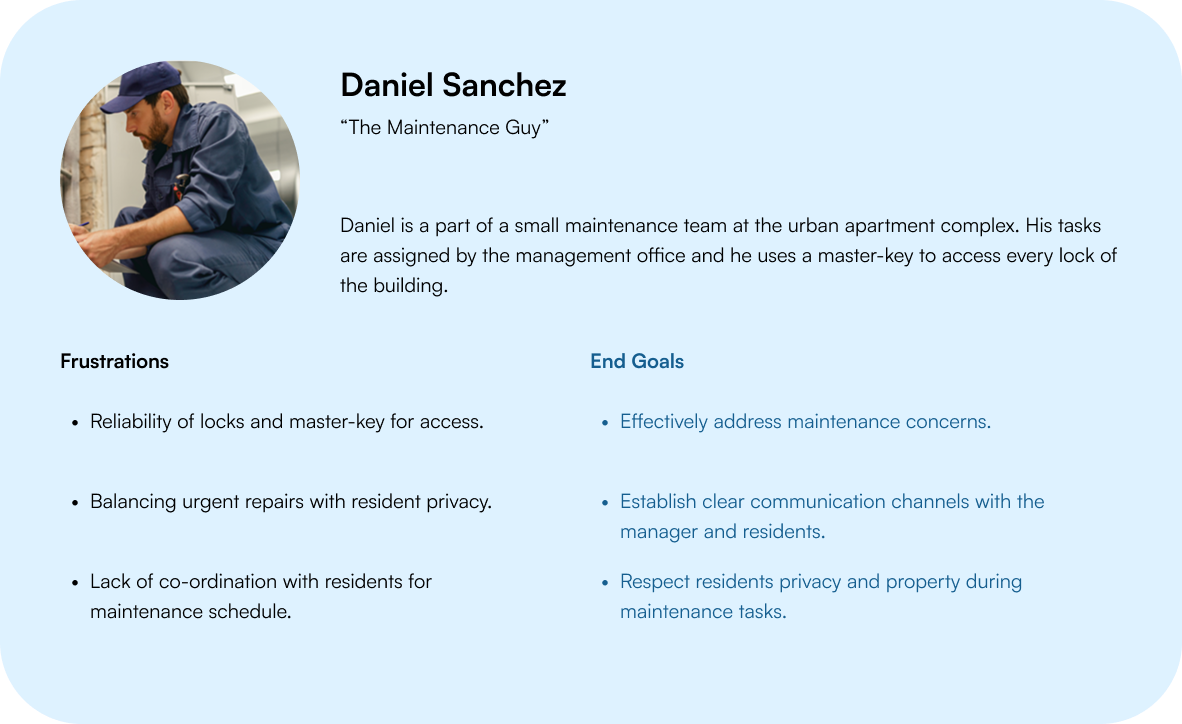 Daniel Sanchez
“The Maintenance Guy”
Daniel is a part of a small maintenance team at the urban apartment complex. His tasks
are assigned by the management office and he uses a master-key to access every lock of
the building.
Frustrations
• Reliability of locks and master-key for access.
• Balancing urgent repairs with resident privacy.
• Lack of co-ordination with residents for
maintenance schedule.
End Goals
• Effectively address maintenance concerns.
• Establish clear communication channels with the
manager and residents.
• Respect residents privacy and property during
maintenance tasks.